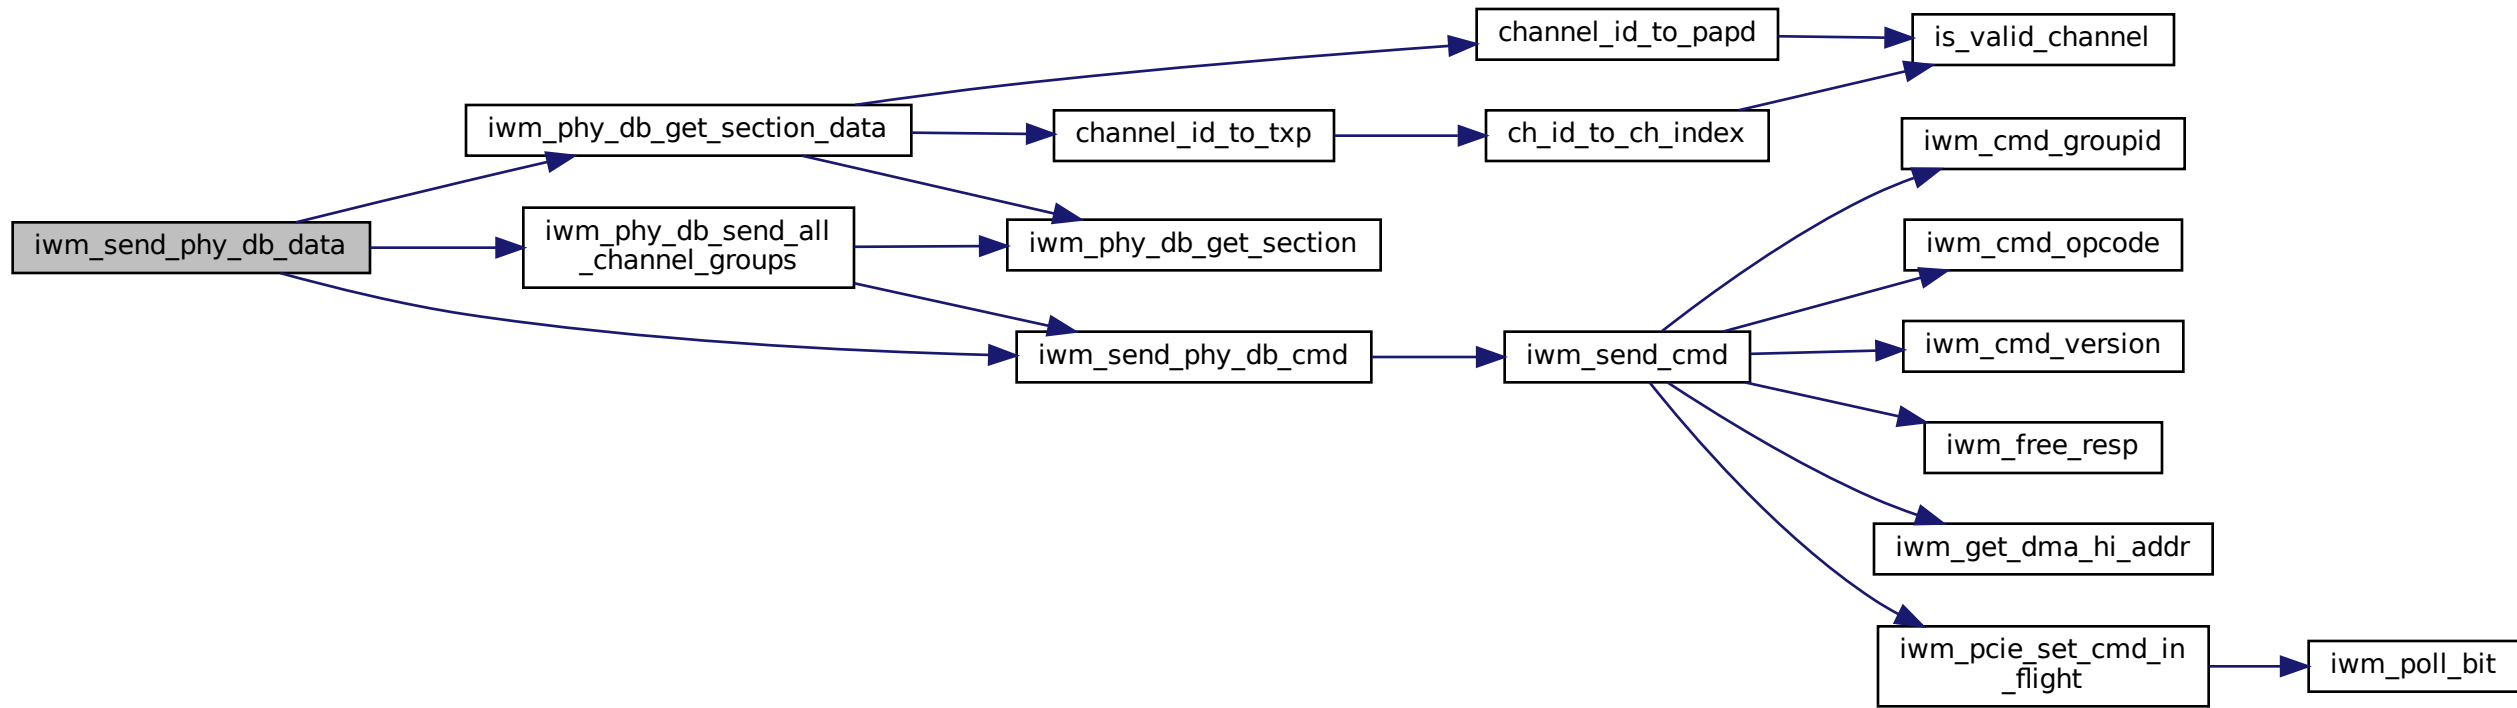 iwm_send_phy_db_data
iwm_phy_db_get_section_data
iwm_phy_db_send_all
_channel_groups
channel_id_to_papd
is_valid_channel
channel_id_to_txp
ch_id_to_ch_index
iwm_phy_db_get_section
iwm_send_phy_db_cmd
iwm_send_cmd
iwm_cmd_groupid
iwm_cmd_opcode
iwm_cmd_version
iwm_free_resp
iwm_get_dma_hi_addr
iwm_pcie_set_cmd_in
_flight
iwm_poll_bit